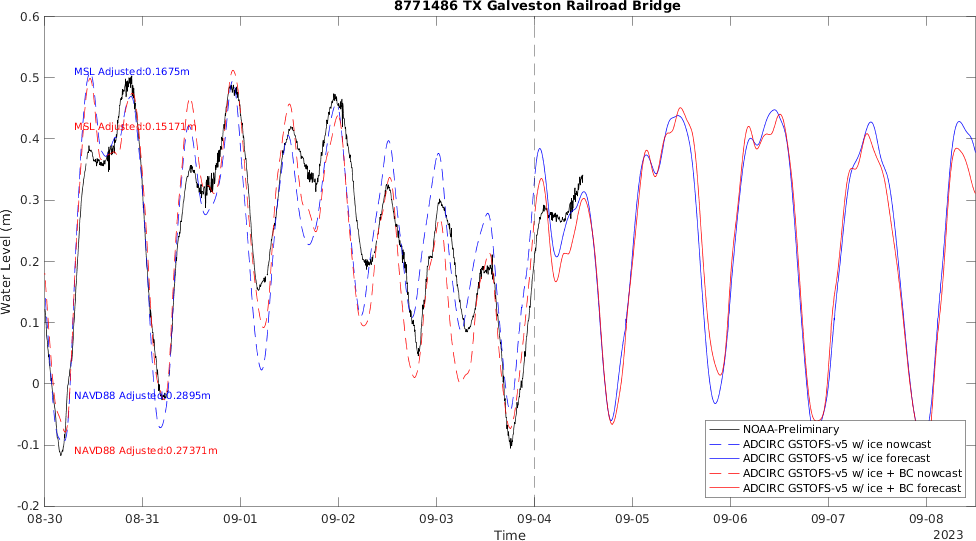 8771486 TX Galveston Railroad Bridge
0.6
0.5
0.4
0.3
0.2
0.1
0
-0.1
-0.2
Water Level (m)
MSL Adjusted:0.1675m
MSL Adjusted:0.15171m
NAVD88 Adjusted:0.2895m
NAVD88 Adjusted:0.27371m
NOAA-Preliminary
ADCIRC GSTOFS-v5 w/ ice nowcast
ADCIRC GSTOFS-v5 w/ ice forecast
ADCIRC GSTOFS-v5 w/ ice + BC nowcast
ADCIRC GSTOFS-v5 w/ ice + BC forecast
08-30 08-31 09-01 09-02 09-03 09-04 09-05 09-06 09-07 09-08
Time
2023